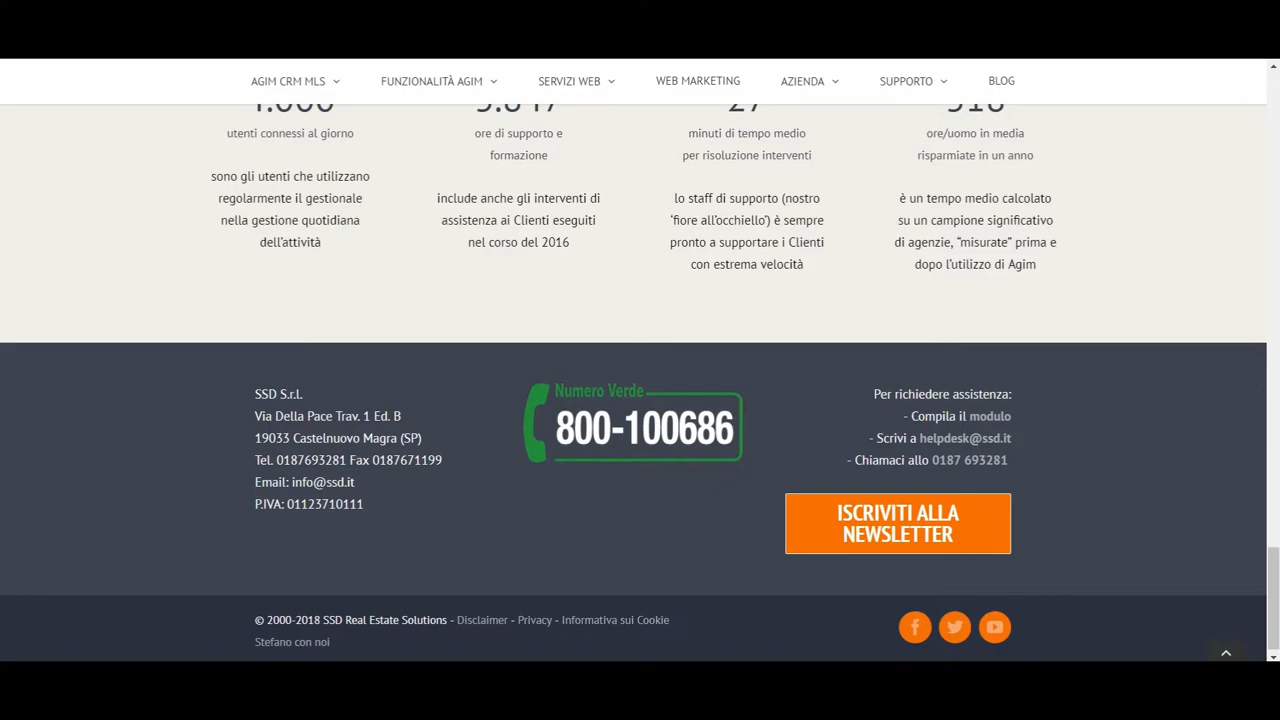 AGIM CRM MLS FUNZIONALITÀ AGIM SERVIZI WEB WEB MARKETING AZIENDA SUPPORTO BLOG
utenti connessi al giorno
sono gli utenti che utilizzano
regolarmente il gestionale
nella gestione quotidiana
dell'attività
ore di supporto e
formazione
include anche gli interventi di
assistenza ai Clienti eseguiti
nel corso del 2016
27
minuti di tempo medio
per risoluzione interventi
lo staff di supporto (nostro
'fiore all'occhiello') è sempre
pronto a supportare i Clienti
con estrema velocità
ore/uomo in media
risparmiate in un anno
è un tempo medio calcolato
su un campione significativo
di agenzie, "misurate" prima e
dopo l'utilizzo di Agim
SSD S.r.l.
Via Della Pace Trav. 1 Ed. B
19033 Castelnuovo Magra (SP)
Tel. 0187693281 Fax 0187671199
Email: info@ssd.it
P.IVA: 01123710111
Numero Verde
800-100686
Per richiedere assistenza:
- Compila il modulo
- Scrivi a helpdesk@ssd.it
- Chiamaci allo 0187 693281
ISCRIVITI ALLA
NEWSLETTER
© 2000-2018 SSD Real Estate Solutions - Disclaimer - Privacy - Informativa sui Cookie
Stefano con noi